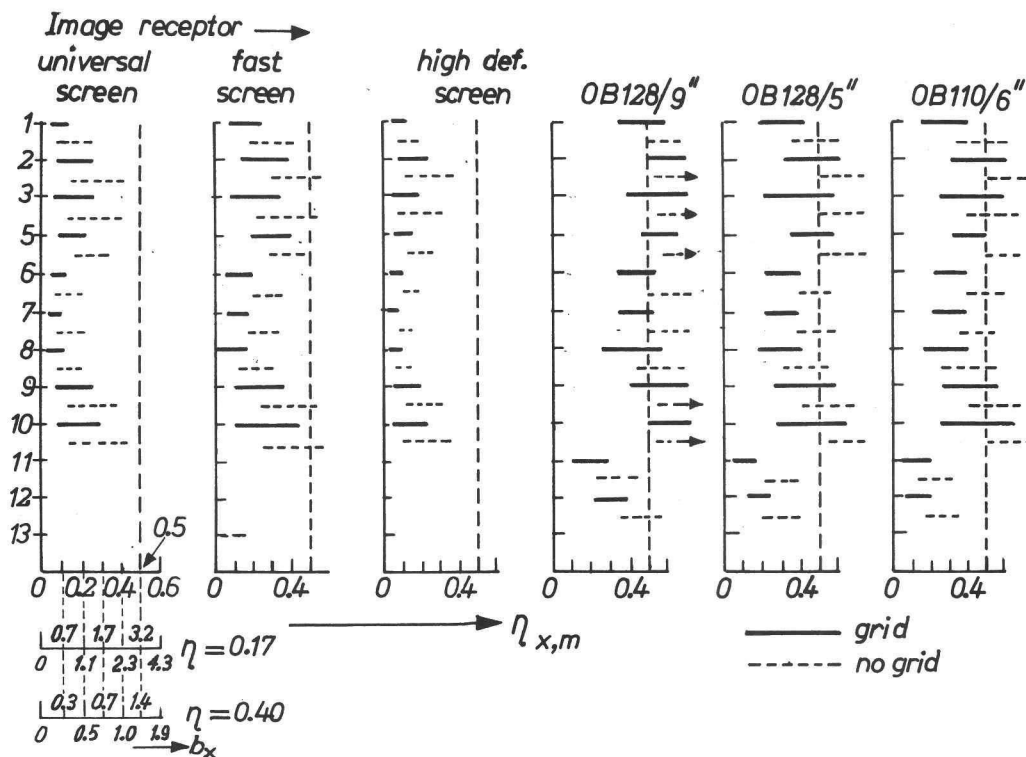 Image receptor
universal screen
fast screen
high def. screen
OB128/9"
OB128/5"
OB110/6"
1
2
3
5
6
7
8
9
10
11
12
13
0.5
0 0.2 0.4 0.6
0 0.4
0 0.4
0 0.4
0 0.4
0 0.4
η x,m
grid
no grid
0.7 1.7 3.2
0 1.1 2.3 4.3
η = 0.17
0.3 0.7 1.4
0 0.5 1.0 1.9
η = 0.40
b x